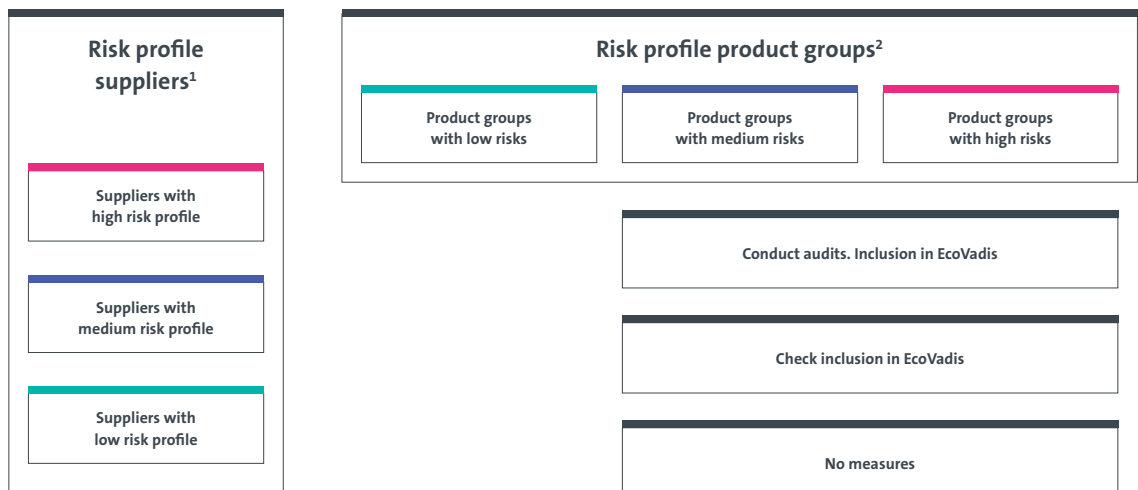 Risk profile
suppliers¹
Suppliers with
high risk profile
Suppliers with
medium risk profile
Suppliers with
low risk profile
Risk profile product groups²
Product groups
with low risks
Product groups
with medium risks
Product groups
with high risks
Conduct audits. Inclusion in EcoVadis
Check inclusion in EcoVadis
No measures